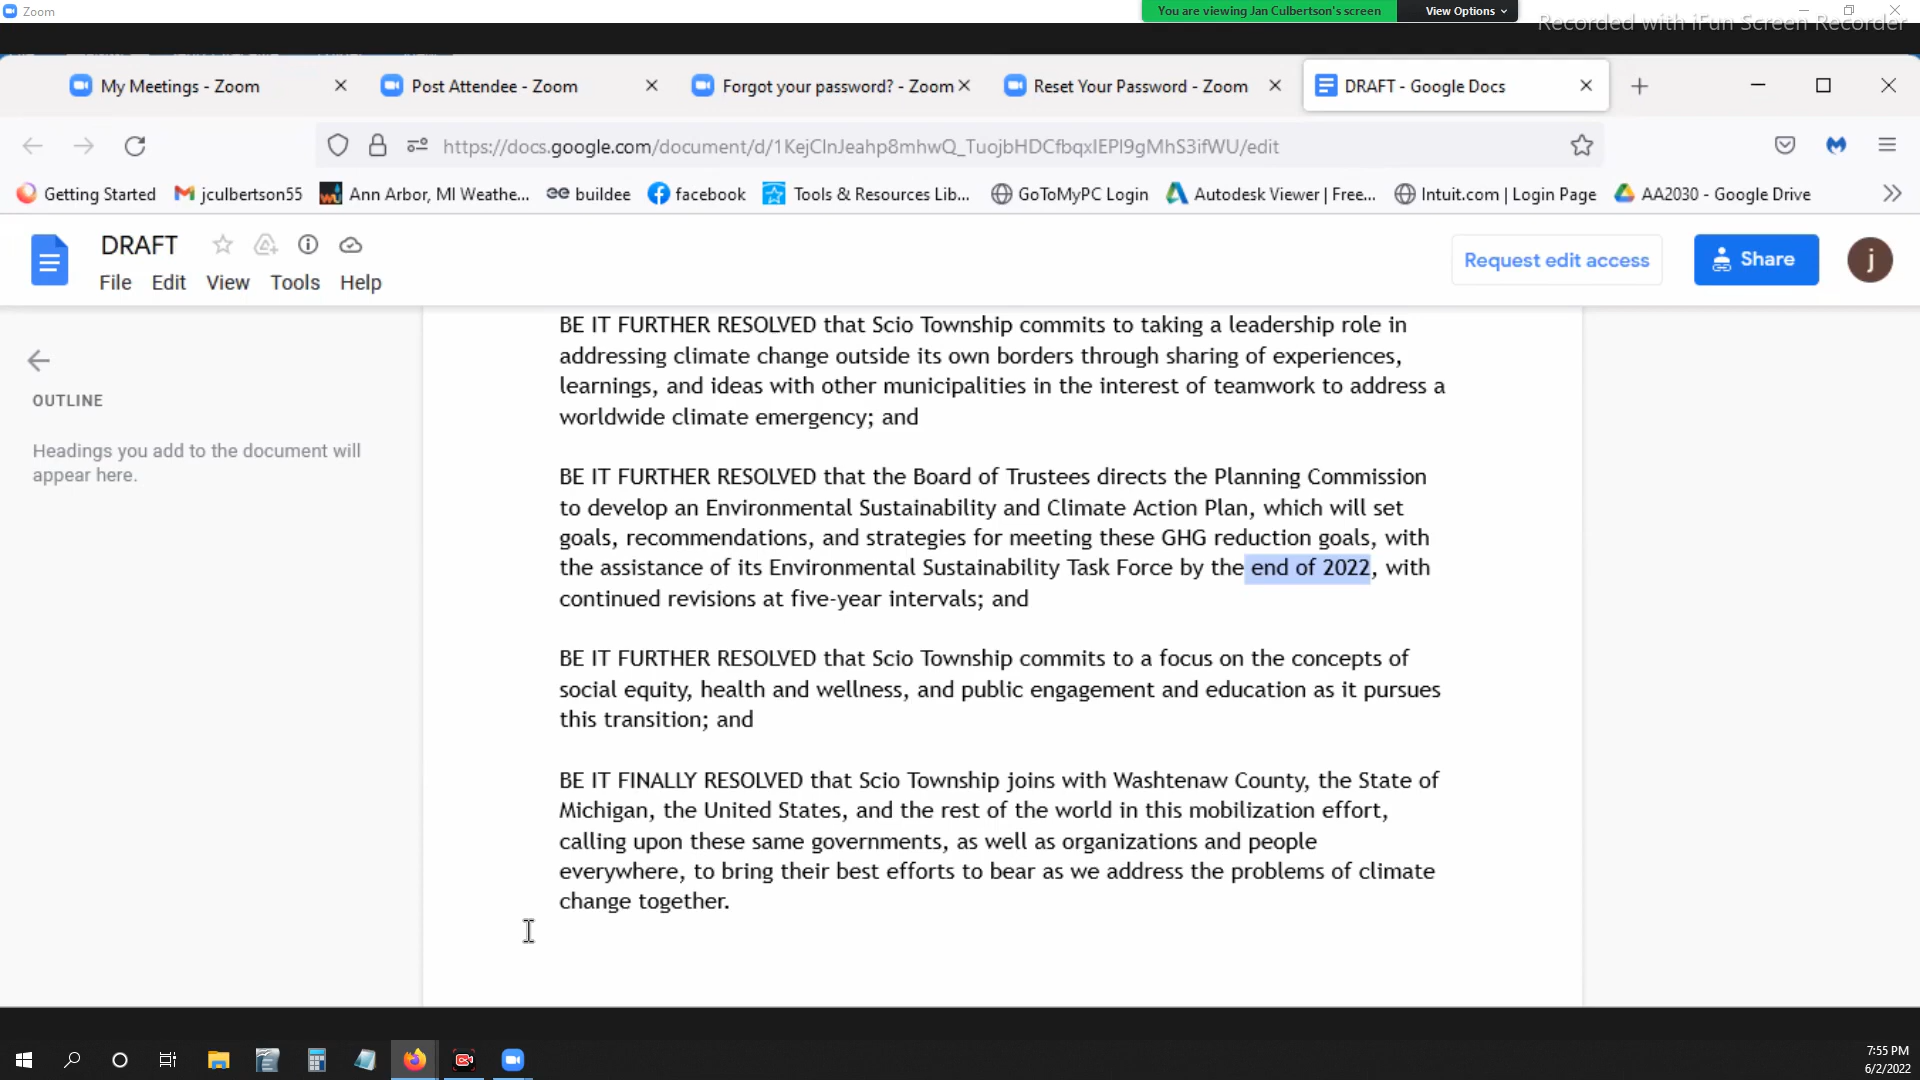 Zoom
You are viewing Jan Culbertson's screen
View Options
Recorded with iFun Screen Recorder
My Meetings - Zoom
Post Attendee - Zoom
Forgot your password? - Zoom
Reset Your Password - Zoom
DRAFT - Google Docs
Getting Started
jculbertson55
Ann Arbor, MI Weathe...
buildee
facebook
Tools & Resources Lib...
GoToMyPC Login
Autodesk Viewer | Free...
Intuit.com | Login Page
AA2030 - Google Drive
DRAFT
File Edit View Tools Help
Request edit access
Share
j
OUTLINE
Headings you add to the document will
appear here.
BE IT FURTHER RESOLVED that Scio Township commits to taking a leadership role in
addressing climate change outside its own borders through sharing of experiences,
learnings, and ideas with other municipalities in the interest of teamwork to address a
worldwide climate emergency; and
BE IT FURTHER RESOLVED that the Board of Trustees directs the Planning Commission
to develop an Environmental Sustainability and Climate Action Plan, which will set
goals, recommendations, and strategies for meeting these GHG reduction goals, with
the assistance of its Environmental Sustainability Task Force by the end of 2022, with
continued revisions at five-year intervals; and
BE IT FURTHER RESOLVED that Scio Township commits to a focus on the concepts of
social equity, health and wellness, and public engagement and education as it pursues
this transition; and
BE IT FINALLY RESOLVED that Scio Township joins with Washtenaw County, the State of
Michigan, the United States, and the rest of the world in this mobilization effort,
calling upon these same governments, as well as organizations and people
everywhere, to bring their best efforts to bear as we address the problems of climate
change together.
7:55 PM
6/2/2022